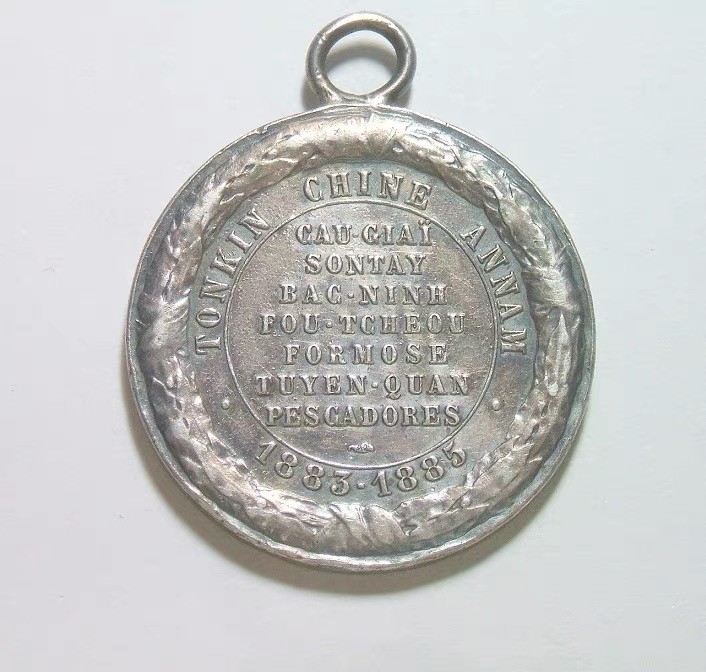 TONKIN CHINE ANNAM
CAU·GIAÏ
SONTAY
BAC·NINH
FOU·TCHEOU
FORMOSE
TUYEN·QUAN
PESCADORES
1883·1885